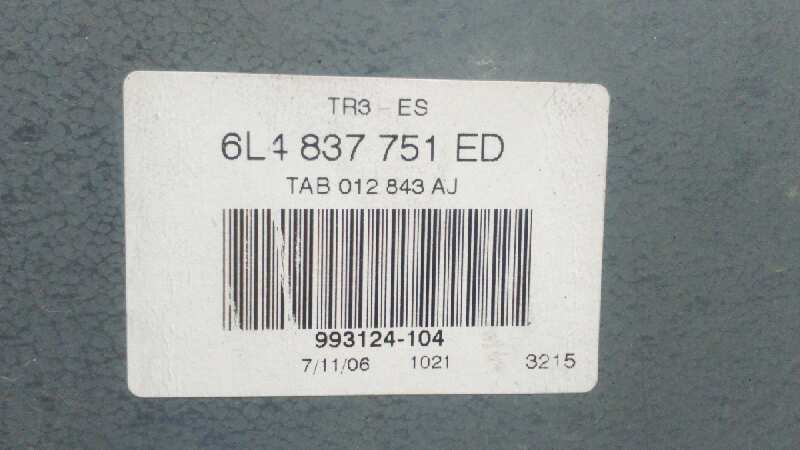 TR3 - ES
6L4 837 751 ED
TAB 012 843 AJ
993124-104
7/11/06 1021 3215